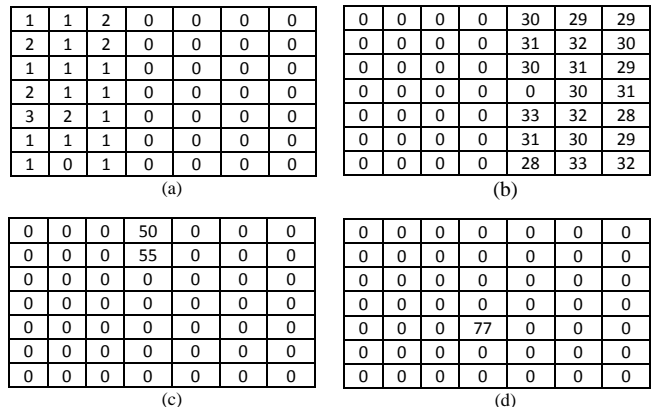 1 1 2 0 0 0 0
2 1 2 0 0 0 0
1 1 1 0 0 0 0
2 1 1 0 0 0 0
3 2 1 0 0 0 0
1 1 1 0 0 0 0
1 0 1 0 0 0 0
(a)
0 0 0 0 30 29 29
0 0 0 0 31 32 30
0 0 0 0 30 31 29
0 0 0 0 0 30 31
0 0 0 0 33 32 28
0 0 0 0 31 30 29
0 0 0 0 28 33 32
(b)
0 0 0 50 0 0 0
0 0 0 55 0 0 0
0 0 0 0 0 0 0
0 0 0 0 0 0 0
0 0 0 0 0 0 0
0 0 0 0 0 0 0
0 0 0 0 0 0 0
(c)
0 0 0 0 0 0 0
0 0 0 0 0 0 0
0 0 0 0 0 0 0
0 0 0 0 0 0 0
0 0 0 77 0 0 0
0 0 0 0 0 0 0
0 0 0 0 0 0 0
(d)